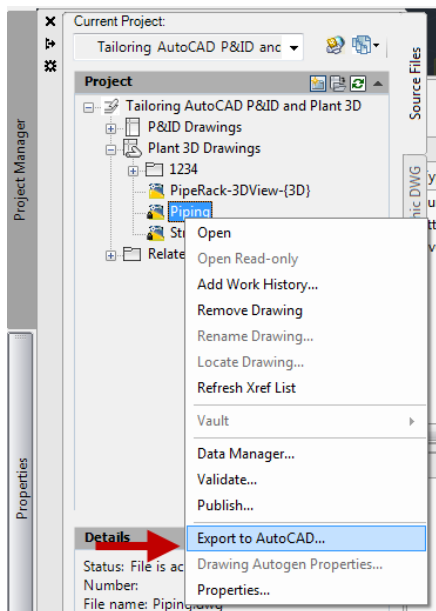 Current Project:
Tailoring AutoCAD P&ID and
Project
Tailoring AutoCAD P&ID and Plant 3D
P&ID Drawings
Plant 3D Drawings
1234
PipeRack-3DView-{3D}
Piping
Open
Open Read-only
Add Work History...
Remove Drawing
Rename Drawing...
Locate Drawing...
Refresh Xref List
Vault
Data Manager...
Validate...
Publish...
Export to AutoCAD...
Drawing Autogen Properties...
Properties...
Details
Status: File is ac
Number:
File name: Piping.dwg
Project Manager
Properties
Source Files
DWG